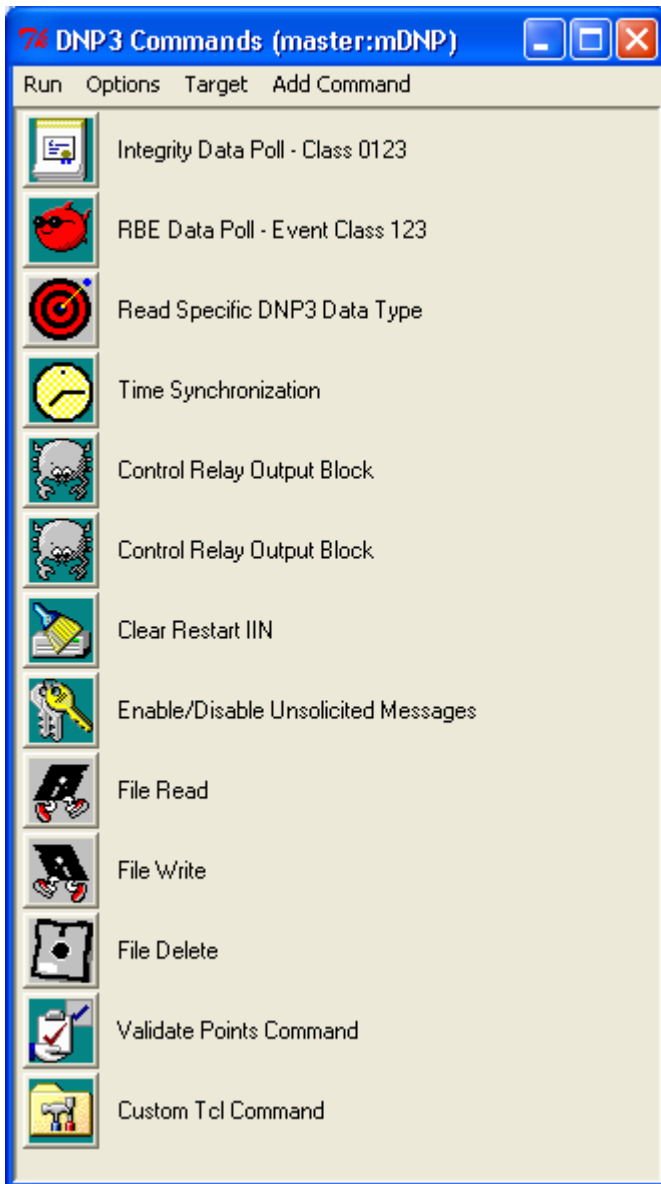 DNP3 Commands (master:mDNP)
Run Options Target Add Command
Integrity Data Poll - Class 0123
RBE Data Poll - Event Class 123
Read Specific DNP3 Data Type
Time Synchronization
Control Relay Output Block
Control Relay Output Block
Clear Restart IIN
Enable/Disable Unsolicited Messages
File Read
File Write
File Delete
Validate Points Command
Custom Tcl Command